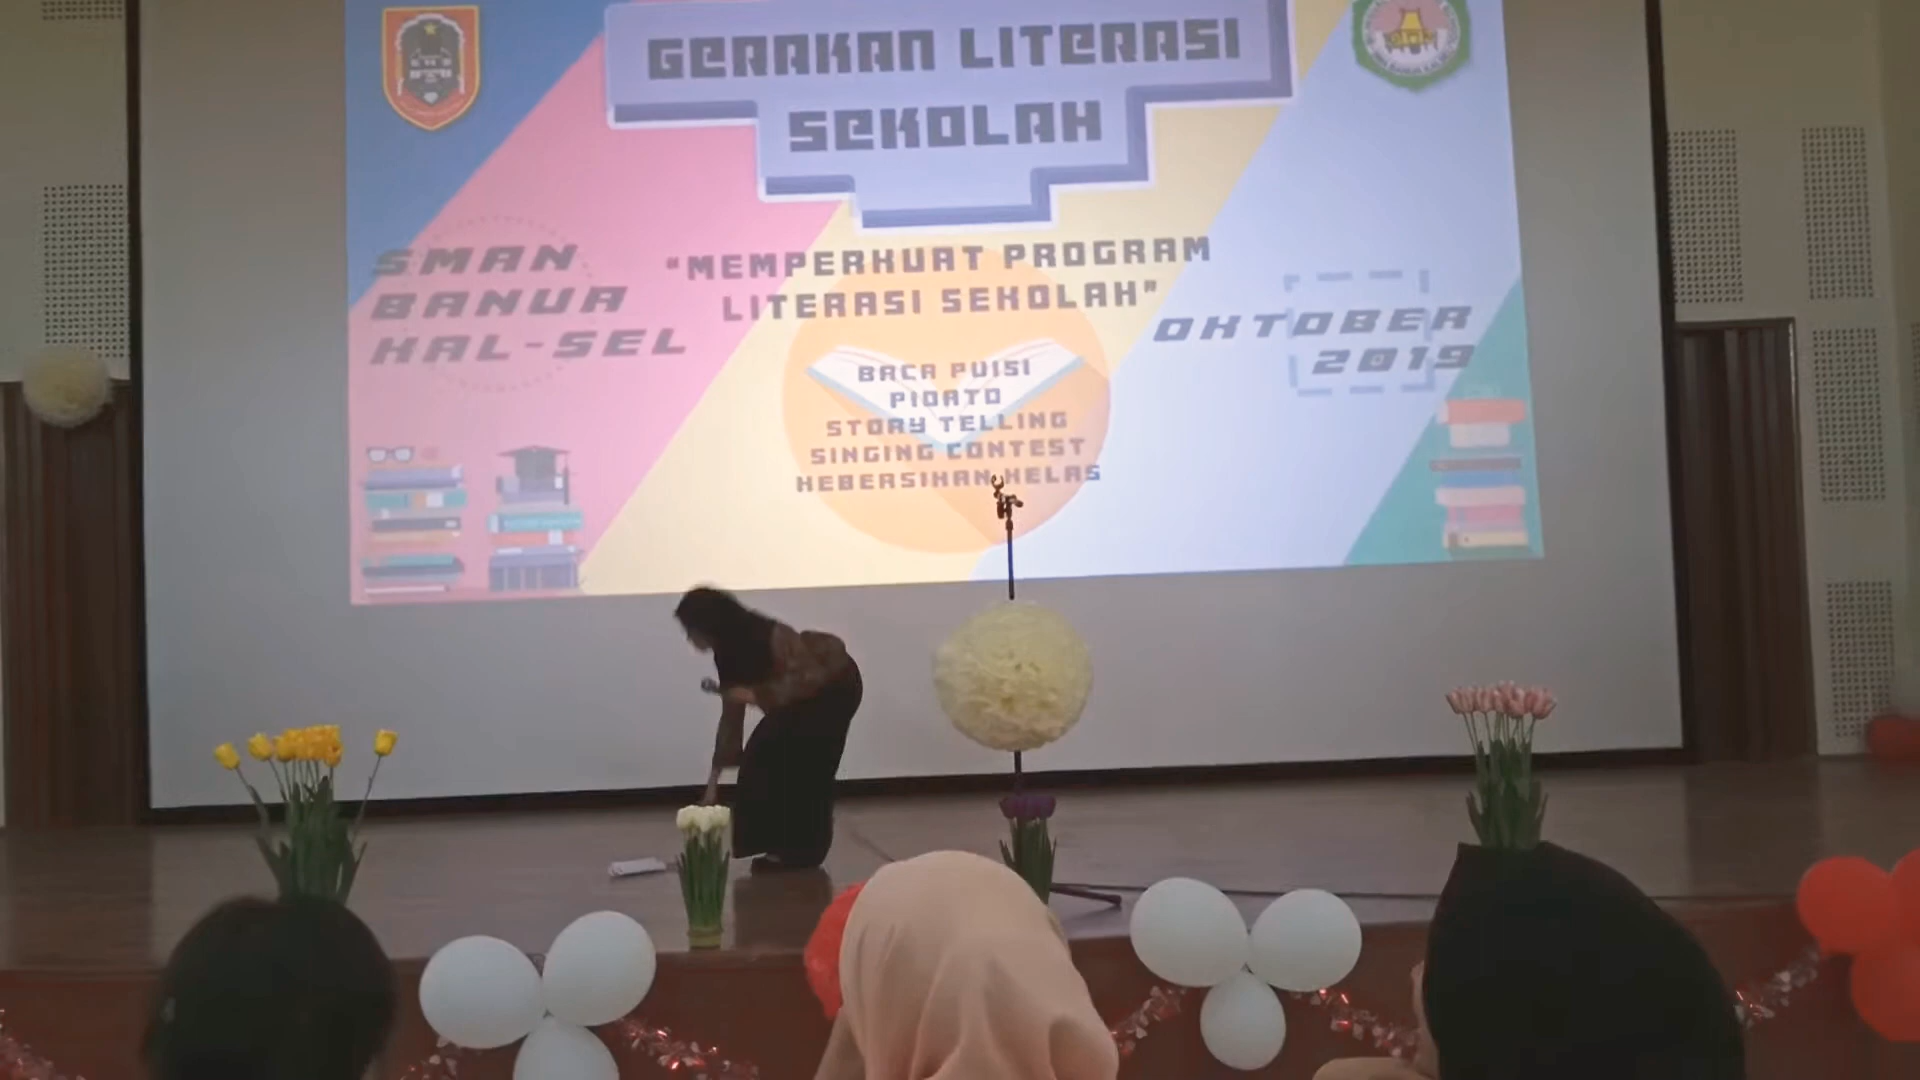 GERAKAN LITERASI
SEKOLAH
SMAN
BANUA
KAL-SEL
"MEMPERKUAT PROGRAM
LITERASI SEKOLAH"
OKTOBER
2019
BACA PUISI
PIDATO
STORY TELLING
SINGING CONTEST
KEBERSIHAN KELAS